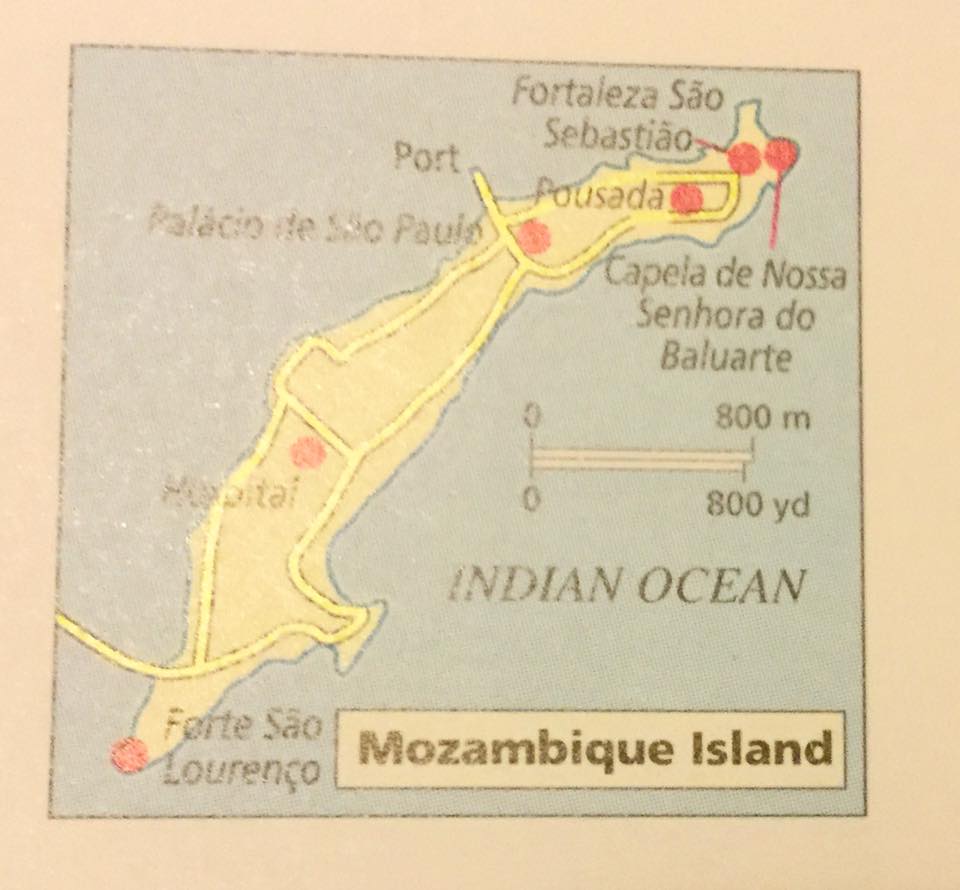 Fortaleza São
Sebastião
Port
Pousada
Palácio de São Paulo
Capela de Nossa
Senhora do
Baluarte
0 800 m
0 800 yd
Hospital
INDIAN OCEAN
Forte São
Lourenço
Mozambique Island